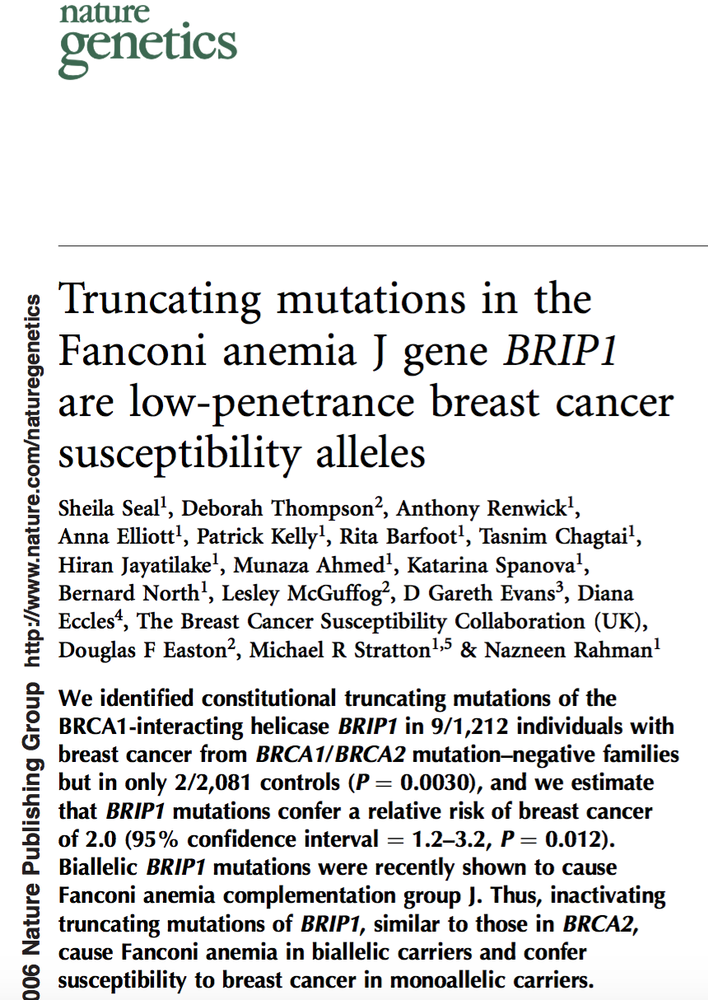 nature
genetics
Truncating mutations in the
Fanconi anemia J gene BRIP1
are low-penetrance breast cancer
susceptibility alleles
Sheila Seal1, Deborah Thompson2, Anthony Renwick1,
Anna Elliott1, Patrick Kelly1, Rita Barfoot1, Tasnim Chagtai1,
Hiran Jayatilake1, Munaza Ahmed1, Katarina Spanova1,
Bernard North1, Lesley McGuffog2, D Gareth Evans3, Diana
Eccles4, The Breast Cancer Susceptibility Collaboration (UK),
Douglas F Easton2, Michael R Stratton1,5 & Nazneen Rahman1
We identified constitutional truncating mutations of the
BRCA1-interacting helicase BRIP1 in 9/1,212 individuals with
breast cancer from BRCA1/BRCA2 mutation–negative families
but in only 2/2,081 controls (P = 0.0030), and we estimate
that BRIP1 mutations confer a relative risk of breast cancer
of 2.0 (95% confidence interval = 1.2–3.2, P = 0.012).
Biallelic BRIP1 mutations were recently shown to cause
Fanconi anemia complementation group J. Thus, inactivating
truncating mutations of BRIP1, similar to those in BRCA2,
cause Fanconi anemia in biallelic carriers and confer
susceptibility to breast cancer in monoallelic carriers.
006 Nature Publishing Group http://www.nature.com/naturegenetics